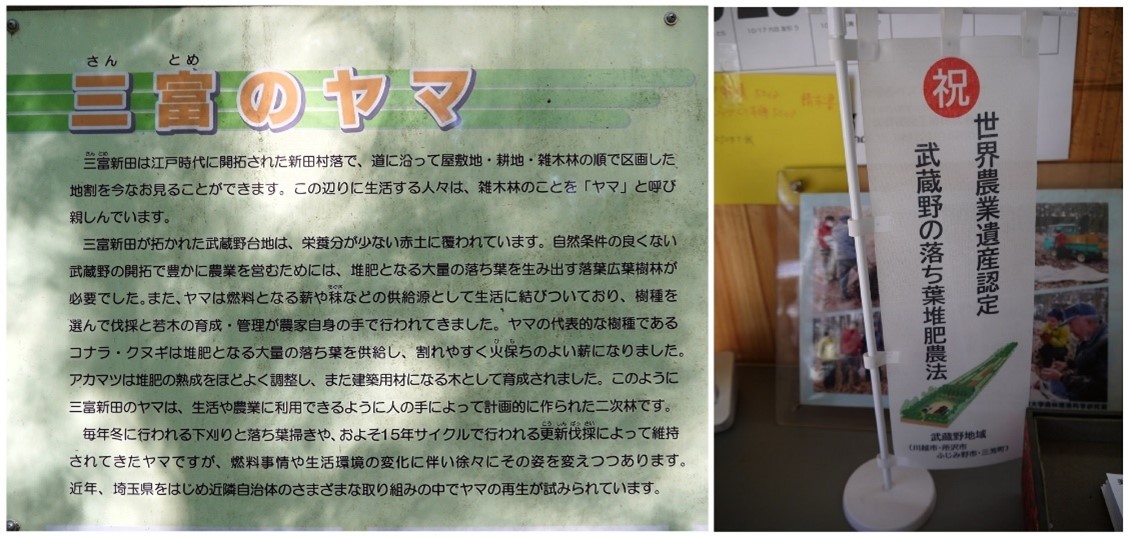 さん とめ
三富のヤマ
さん とめ
三富新田は江戸時代に開拓された新田村落で、道に沿って屋敷地・耕地・雑木林の順で区画した
地割を今なお見ることができます。この辺りに生活する人々は、雑木林のことを「ヤマ」と呼び
親しんでいます。
三富新田が拓かれた武蔵野台地は、栄養分が少ない赤土に覆われています。自然条件の良くない
武蔵野の開拓で豊かに農業を営むためには、堆肥となる大量の落ち葉を生み出す落葉広葉樹林が
必要でした。また、ヤマは燃料となる薪や秣などの供給源として生活に結びついており、樹種を
選んで伐採と若木の育成・管理が農家自身の手で行われてきました。ヤマの代表的な樹種である
コナラ・クヌギは堆肥となる大量の落ち葉を供給し、割れやすく火保ちのよい薪になりました。
アカマツは堆肥の熟成をほどよく調整し、また建築用材になる木として育成されました。このように
三富新田のヤマは、生活や農業に利用できるように人の手によって計画的に作られた二次林です。
こう しん ばっ さい
毎年冬に行われる下刈りと落ち葉掃きや、およそ15年サイクルで行われる更新伐採によって維持
されてきたヤマですが、燃料事情や生活環境の変化に伴い徐々にその姿を変えつつあります。
近年、埼玉県をはじめ近隣自治体のさまざまな取り組みの中でヤマの再生が試みられています。
祝
世界農業遺産認定
武蔵野の落ち葉堆肥農法
武蔵野地域
(川越市・所沢市
ふじみ野市・三芳町)